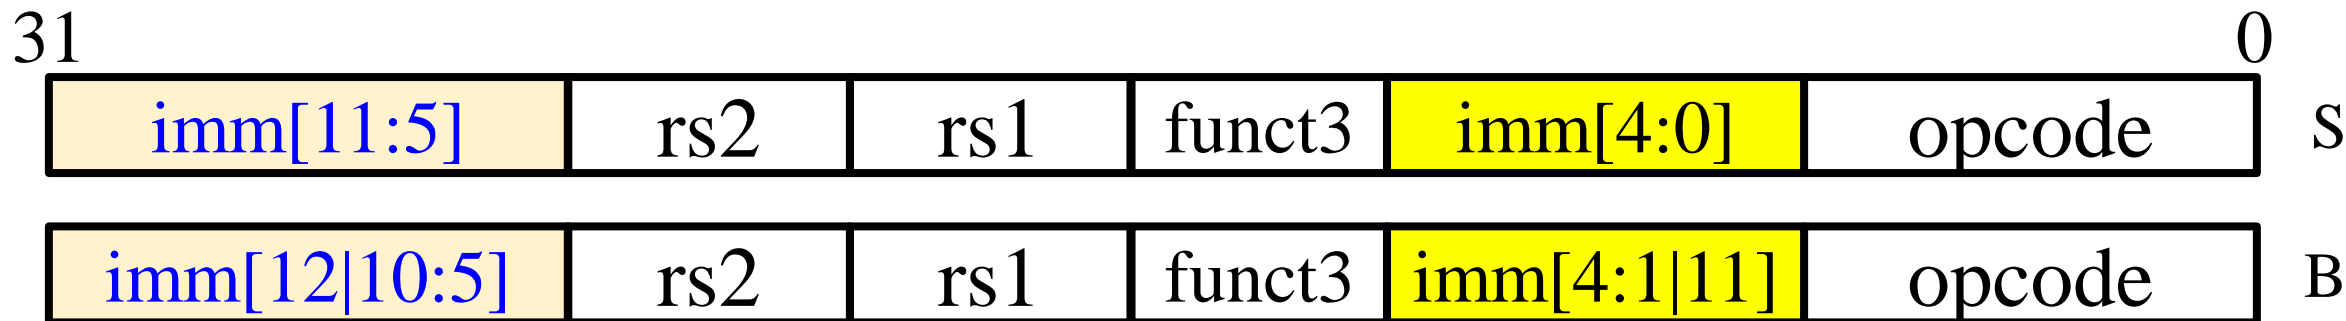 31 0
imm[11:5] rs2 rs1 funct3 imm[4:0] opcode S
imm[12|10:5] rs2 rs1 funct3 imm[4:1|11] opcode B